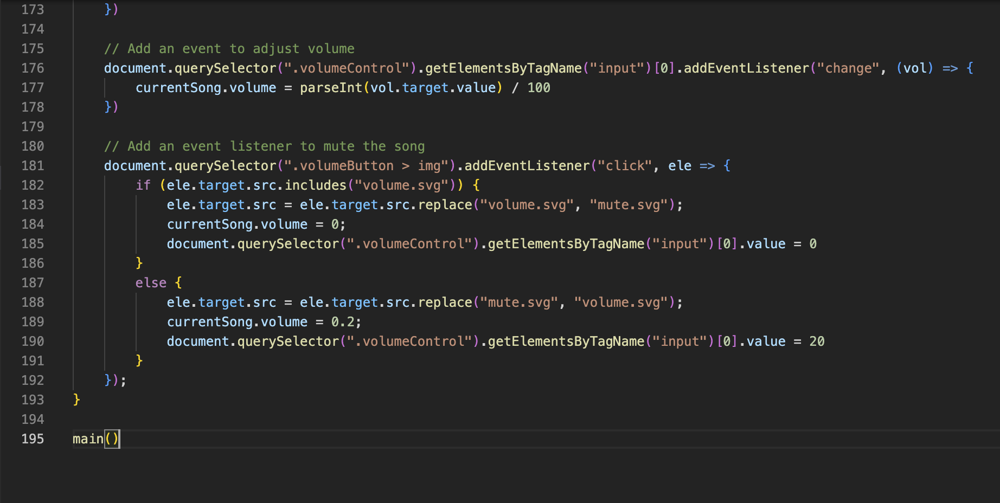 173 })
174
175 // Add an event to adjust volume
176 document.querySelector(".volumeControl").getElementsByTagName("input")[0].addEventListener("change", (vol) => {
177 currentSong.volume = parseInt(vol.target.value) / 100
178 })
179
180 // Add an event listener to mute the song
181 document.querySelector(".volumeButton > img").addEventListener("click", ele => {
182 if (ele.target.src.includes("volume.svg")) {
183 ele.target.src = ele.target.src.replace("volume.svg", "mute.svg");
184 currentSong.volume = 0;
185 document.querySelector(".volumeControl").getElementsByTagName("input")[0].value = 0
186 }
187 else {
188 ele.target.src = ele.target.src.replace("mute.svg", "volume.svg");
189 currentSong.volume = 0.2;
190 document.querySelector(".volumeControl").getElementsByTagName("input")[0].value = 20
191 }
192 });
193 }
194
195 main()